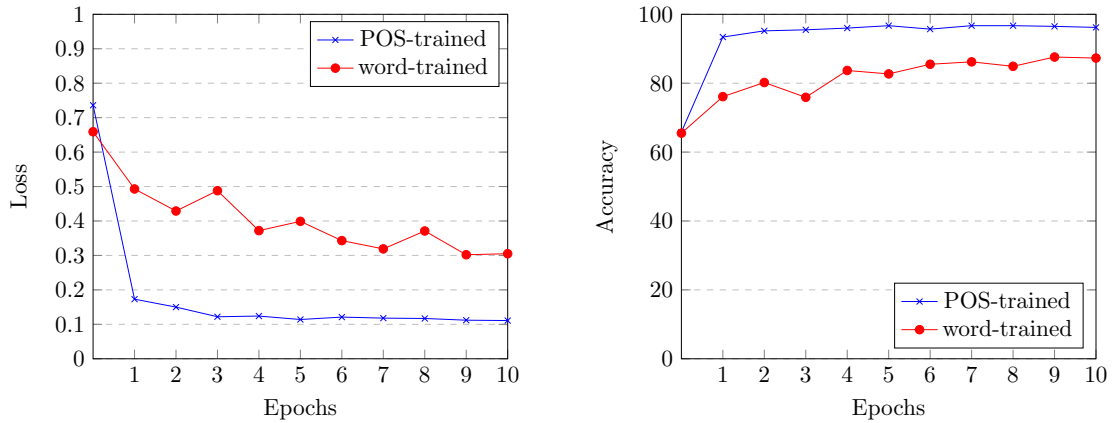 1
0.9
0.8
0.7
0.6
0.5
0.4
0.3
0.2
0.1
0
1 2 3 4 5 6 7 8 9 10
Loss
Epochs
POS-trained
word-trained
100
80
60
40
20
0
1 2 3 4 5 6 7 8 9 10
Accuracy
Epochs
POS-trained
word-trained